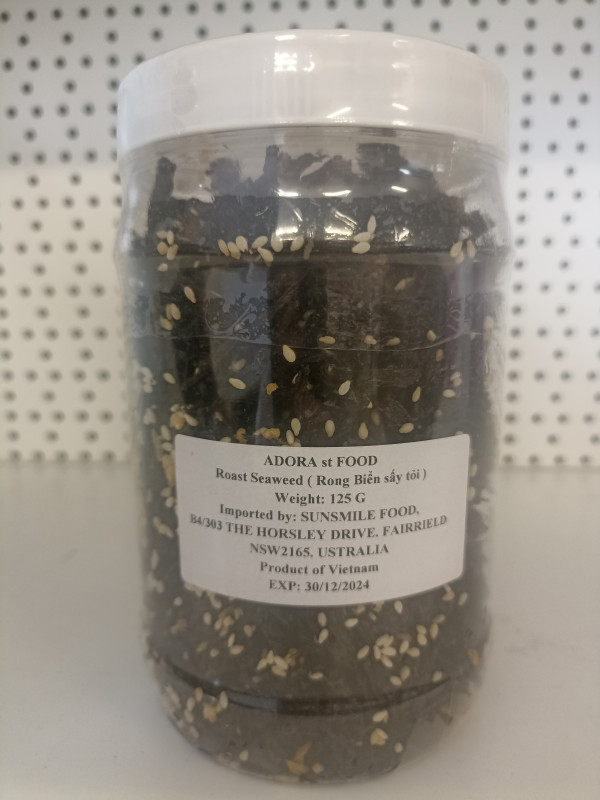 ADORA st FOOD
Roast Seaweed ( Rong Biển sấy tỏi )
Weight: 125 G
Imported by: SUNSMILE FOOD,
B4/303 THE HORSLEY DRIVE. FAIRRIELD
NSW2165. USTRALIA
Product of Vietnam
EXP: 30/12/2024